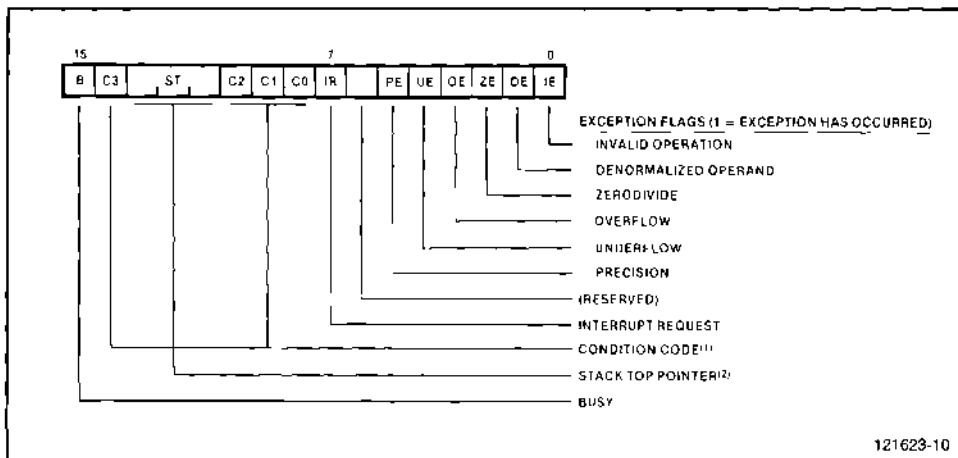 15 7 0
B C3 ST C2 C1 C0 IR PE UE OE ZE DE IE
EXCEPTION FLAGS (1 = EXCEPTION HAS OCCURRED)
INVALID OPERATION
DENORMALIZED OPERAND
ZERODIVIDE
OVERFLOW
UNDERFLOW
PRECISION
(RESERVED)
INTERRUPT REQUEST
CONDITION CODE(1)
STACK TOP POINTER(2)
BUSY
121623-10